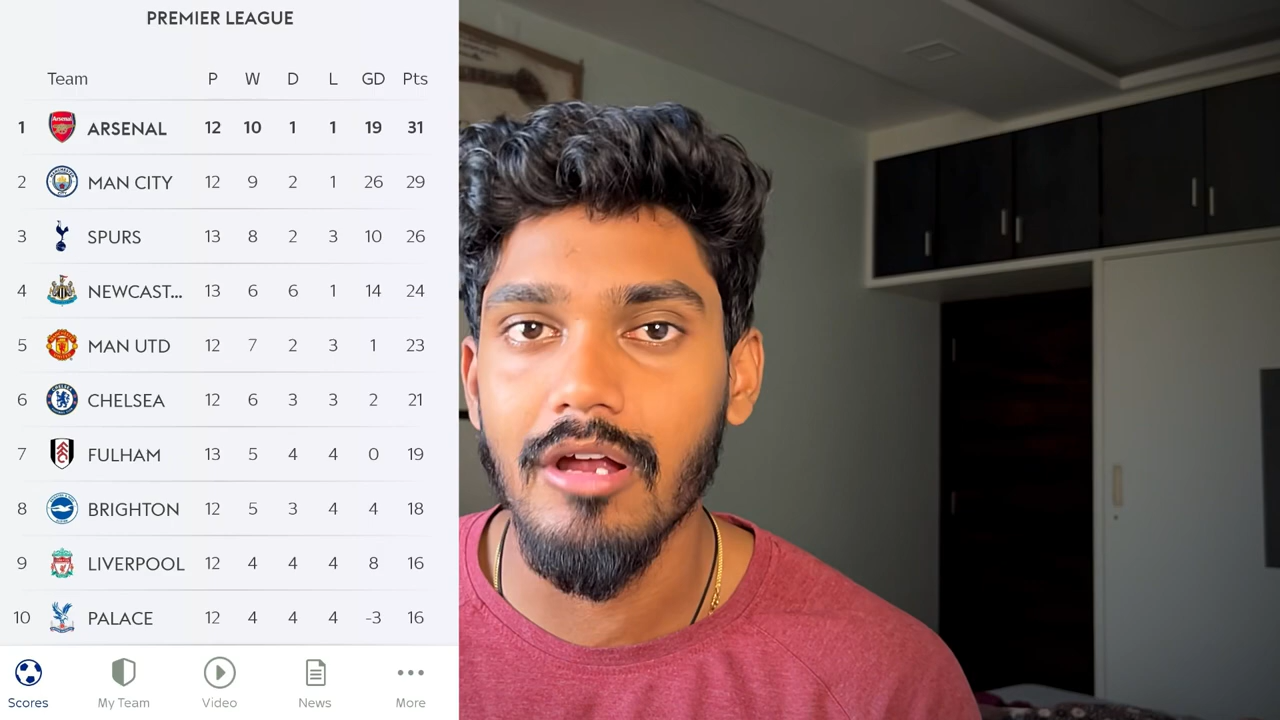 PREMIER LEAGUE
Team P W D L GD Pts
1 ARSENAL 12 10 1 1 19 31
2 MAN CITY 12 9 2 1 26 29
3 SPURS 13 8 2 3 10 26
4 NEWCAST... 13 6 6 1 14 24
5 MAN UTD 12 7 2 3 1 23
6 CHELSEA 12 6 3 3 2 21
7 FULHAM 13 5 4 4 0 19
8 BRIGHTON 12 5 3 4 4 18
9 LIVERPOOL 12 4 4 4 8 16
10 PALACE 12 4 4 4 -3 16
Scores My Team Video News More